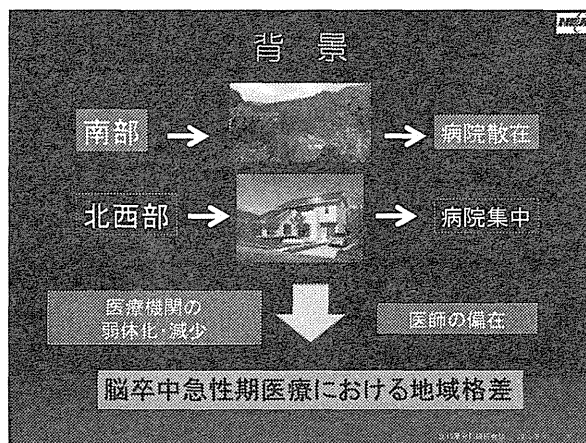 背 景
南部
病院散在
北西部
病院集中
医療機関の
弱体化・減少
医師の偏在
脳卒中急性期医療における地域格差